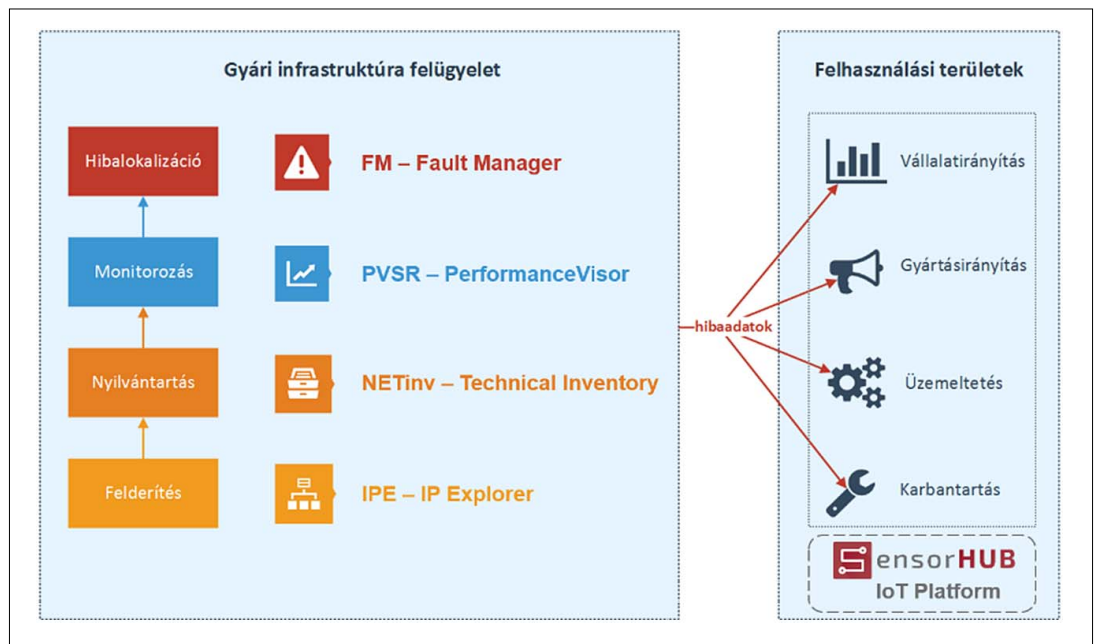 Gyári infrastruktúra felügyelet
Hibalokalizáció
FM – Fault Manager
Monitorozás
PVSR – PerformanceVisor
Nyilvántartás
NETinv – Technical Inventory
Felderítés
IPE – IP Explorer
hibaadatok
Felhasználási területek
Vállalatirányítás
Gyártásirányítás
Üzemeltetés
Karbantartás
SensorHUB
IoT Platform